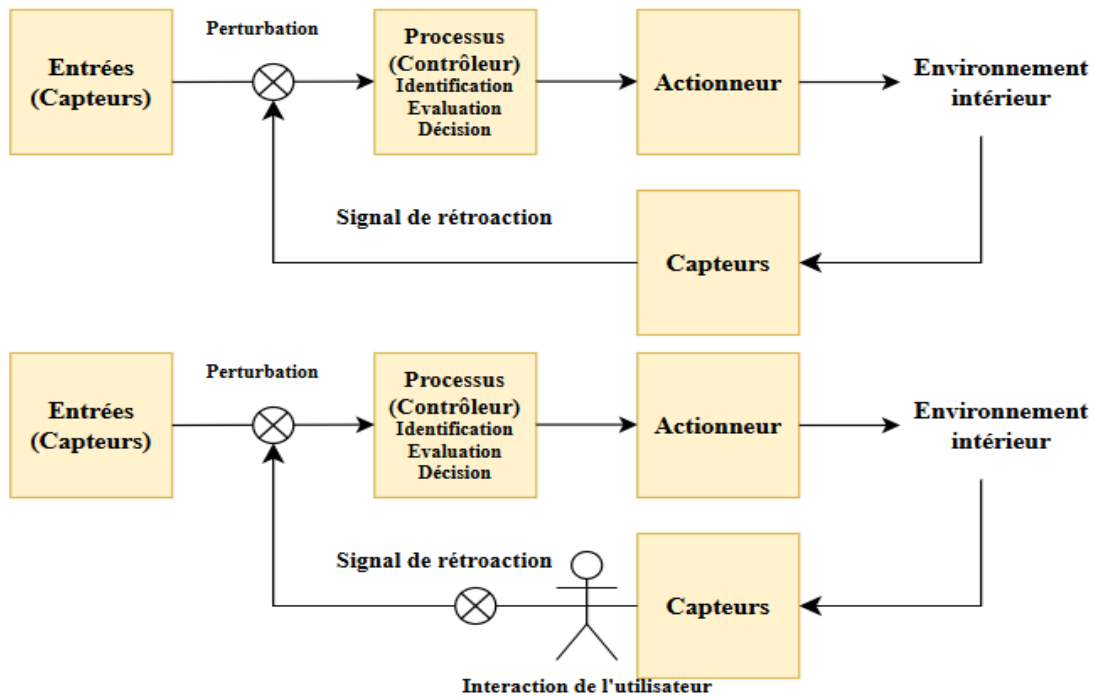 Perturbation
Entrées
(Capteurs)
Processus
(Contrôleur)
Identification
Evaluation
Décision
Actionneur
Environnement
intérieur
Signal de rétroaction
Capteurs
Perturbation
Entrées
(Capteurs)
Processus
(Contrôleur)
Identification
Evaluation
Décision
Actionneur
Environnement
intérieur
Signal de rétroaction
Capteurs
Interaction de l'utilisateur